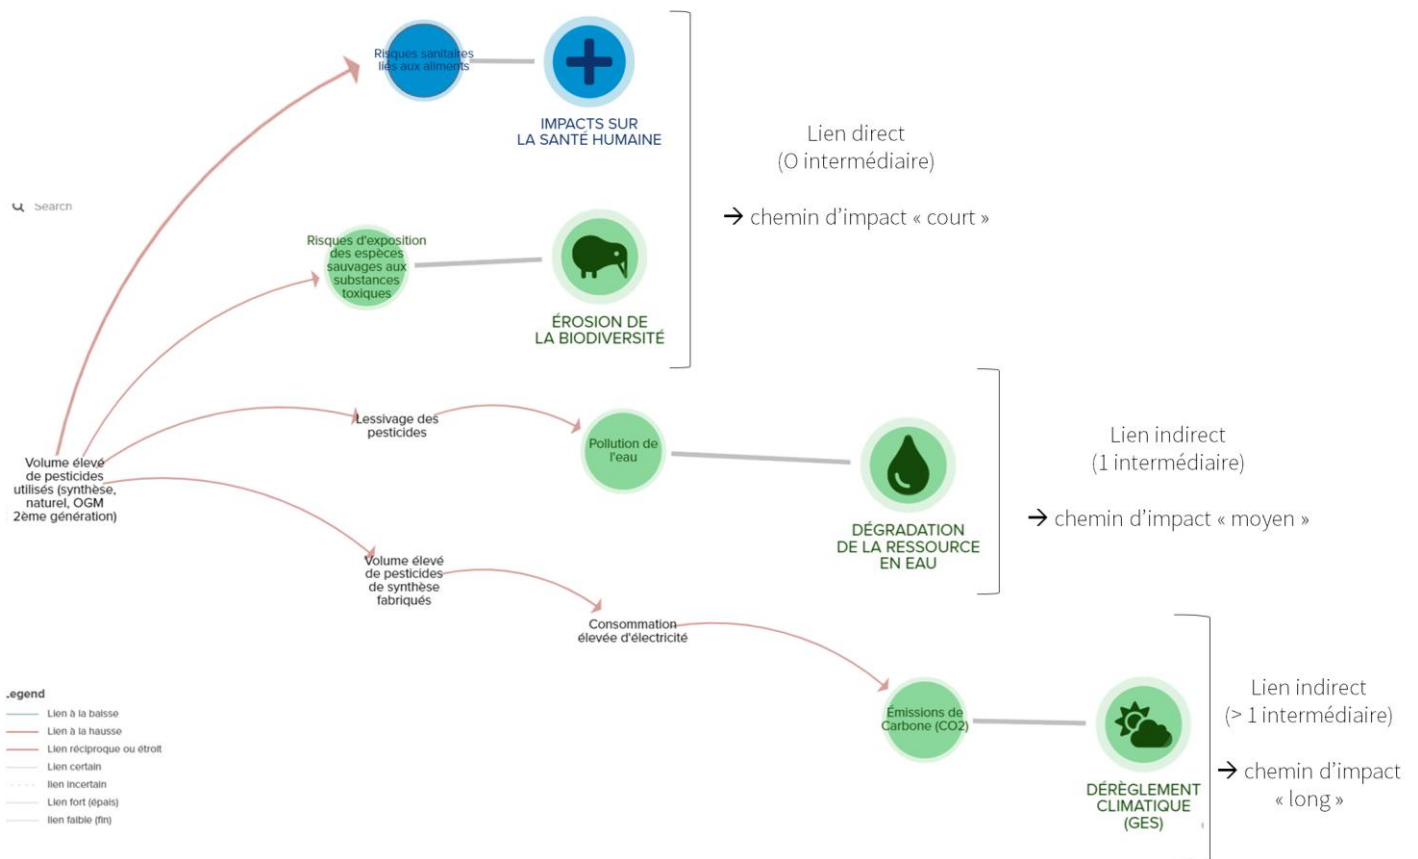 Risques sanitaires
liés aux aliments
IMPACTS SUR
LA SANTÉ HUMAINE
Lien direct
(0 intermédiaire)
→ chemin d'impact « court »
Search
Risques d'exposition
des espèces
sauvages aux
substances
toxiques
ÉROSION DE
LA BIODIVERSITÉ
Lessivage des
pesticides
Pollution de
l'eau
DÉGRADATION
DE LA RESSOURCE
EN EAU
Lien indirect
(1 intermédiaire)
→ chemin d'impact « moyen »
Volume élevé
de pesticides
utilisés (synthèse,
naturel, OGM
2ème génération)
Volume élevé
de pesticides
de synthèse
fabriqués
Consommation
élevée d'électricité
Émissions de
Carbone (CO2)
DÉRÈGLEMENT
CLIMATIQUE
(GES)
Lien indirect
(> 1 intermédiaire)
→ chemin d'impact
« long »
Legend
Lien à la baisse
Lien à la hausse
Lien réciproque ou étroit
Lien certain
lien incertain
Lien fort (épais)
lien faible (fin)